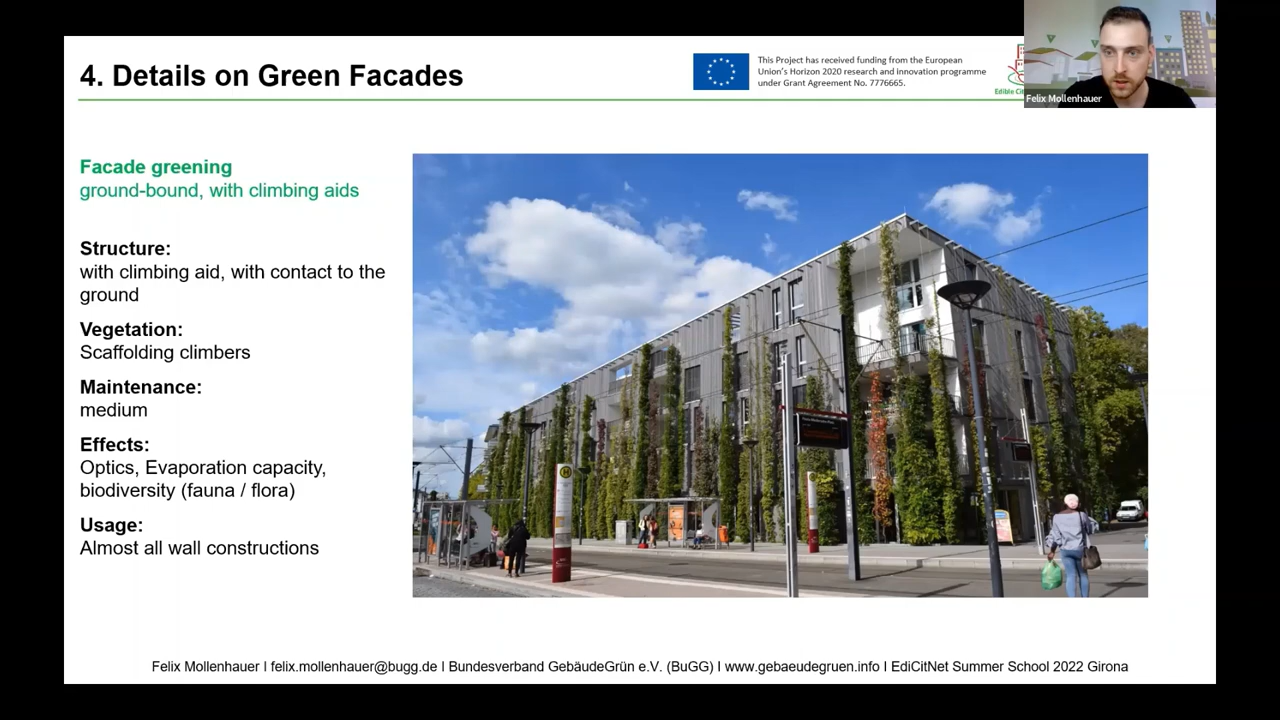 4. Details on Green Facades
This Project has received funding from the European
Union's Horizon 2020 research and innovation programme
under Grant Agreement No. 7776665.
Edible
Felix Mollenhauer
Facade greening
ground-bound, with climbing aids
Structure:
with climbing aid, with contact to the
ground
Vegetation:
Scaffolding climbers
Maintenance:
medium
Effects:
Optics, Evaporation capacity,
biodiversity (fauna / flora)
Usage:
Almost all wall constructions
H
Felix Mollenhauer I felix.mollenhauer@bugg.de I Bundesverband GebäudeGrün e.V. (BuGG) I www.gebaeudegruen.info I EdiCitNet Summer School 2022 Girona